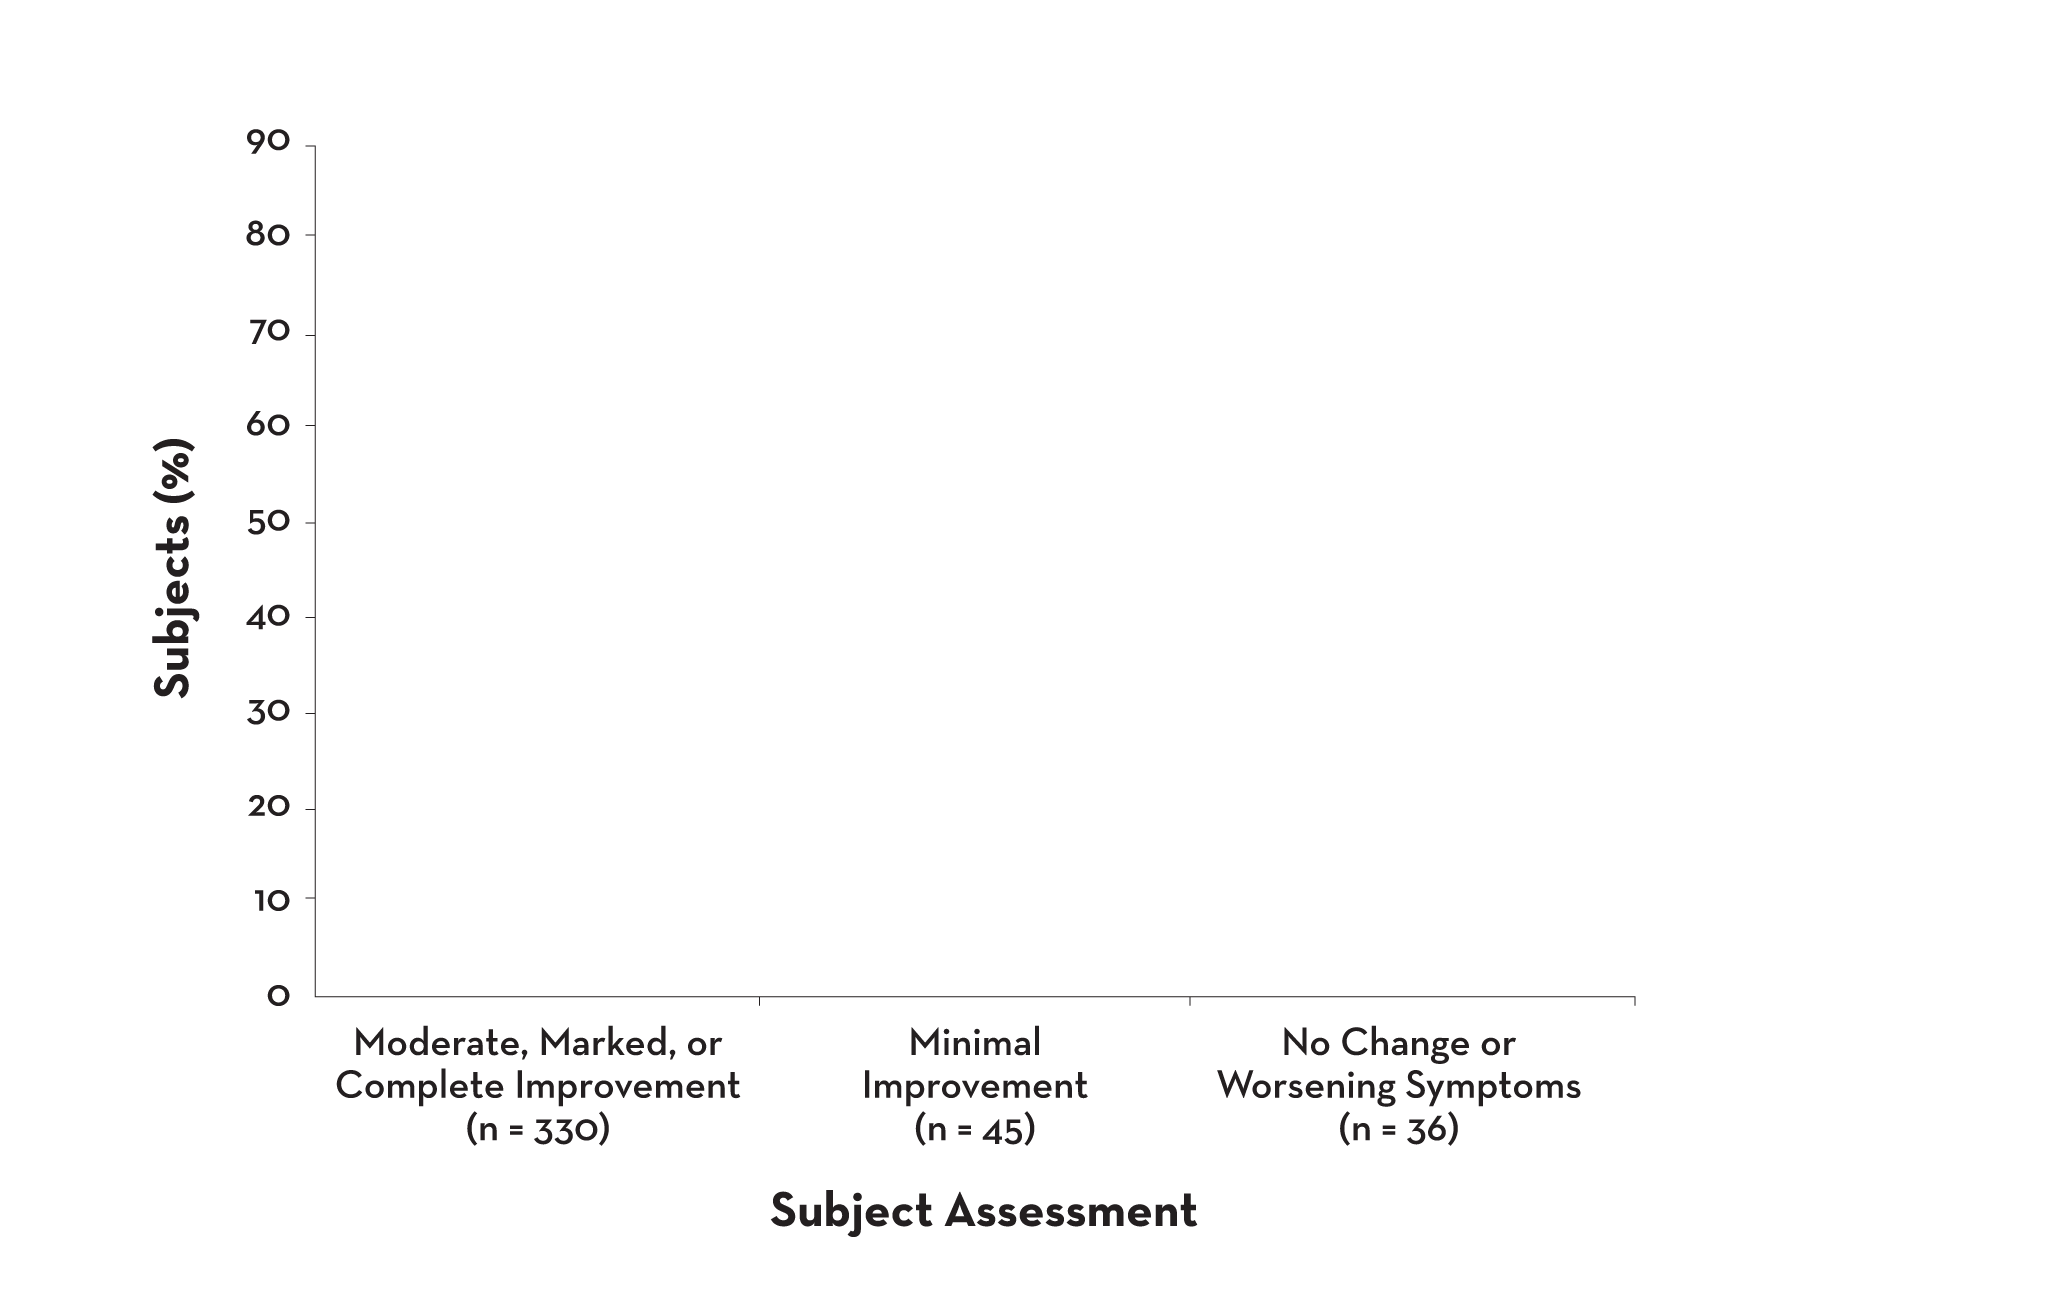 90
80
70
60
50
40
30
20
10
0
Subjects (%)
Moderate, Marked, or
Complete Improvement
(n = 330)
Minimal
Improvement
(n = 45)
No Change or
Worsening Symptoms
(n = 36)
Subject Assessment